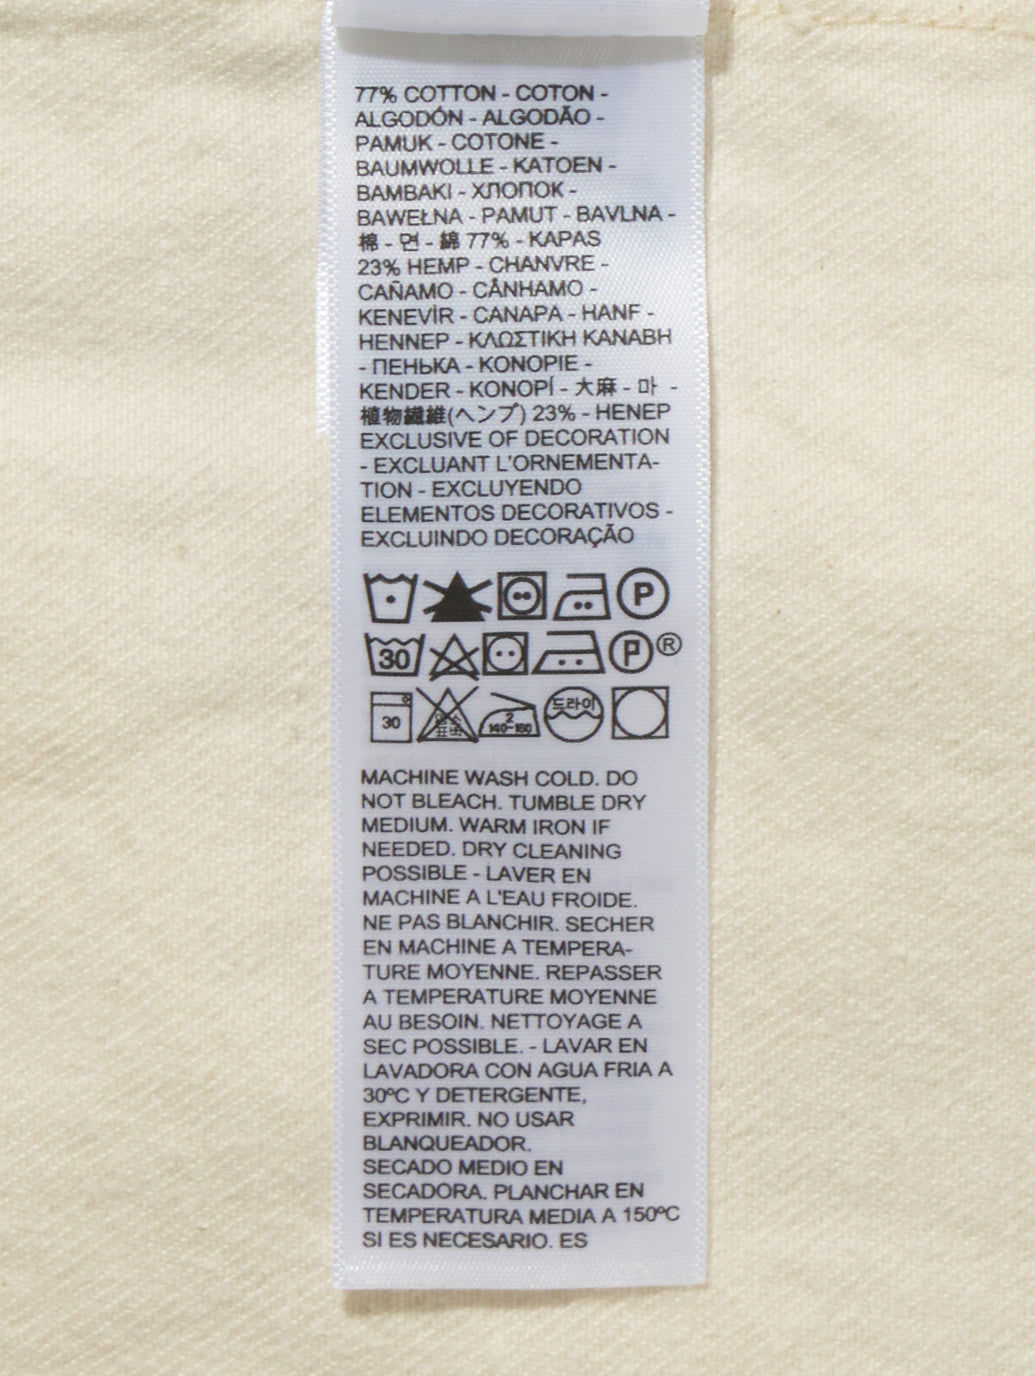 77% COTTON - COTON -
ALGODÓN - ALGODÃO -
PAMUK - COTONE -
BAUMWOLLE - KATOEN -
BAMBAKI - ХЛОПОК -
BAWEŁNA - PAMUT - BAVLNA -
棉 - 면 - 綿 77% - KAPAS
23% HEMP - CHANVRE -
CAÑAMO - CÂNHAMO -
KENEVİR - CANAPA - HANF -
HENNEP - ΚΛΩΣΤΙΚΗ ΚΑΝΑΒΗ
- ПЕНЬКА - KONOPIE -
KENDER - KONOPÍ - 大麻 - 마 -
植物繊維(ヘンプ) 23% - HENEP
EXCLUSIVE OF DECORATION
- EXCLUANT L'ORNEMENTA-
TION - EXCLUYENDO
ELEMENTOS DECORATIVOS -
EXCLUINDO DECORAÇÃO
P
30 P ®
30 2 140-160 드라이
MACHINE WASH COLD. DO
NOT BLEACH. TUMBLE DRY
MEDIUM. WARM IRON IF
NEEDED. DRY CLEANING
POSSIBLE - LAVER EN
MACHINE A L'EAU FROIDE.
NE PAS BLANCHIR. SECHER
EN MACHINE A TEMPERA-
TURE MOYENNE. REPASSER
A TEMPERATURE MOYENNE
AU BESOIN. NETTOYAGE A
SEC POSSIBLE. - LAVAR EN
LAVADORA CON AGUA FRIA A
30ºC Y DETERGENTE,
EXPRIMIR. NO USAR
BLANQUEADOR.
SECADO MEDIO EN
SECADORA. PLANCHAR EN
TEMPERATURA MEDIA A 150ºC
SI ES NECESARIO. ES